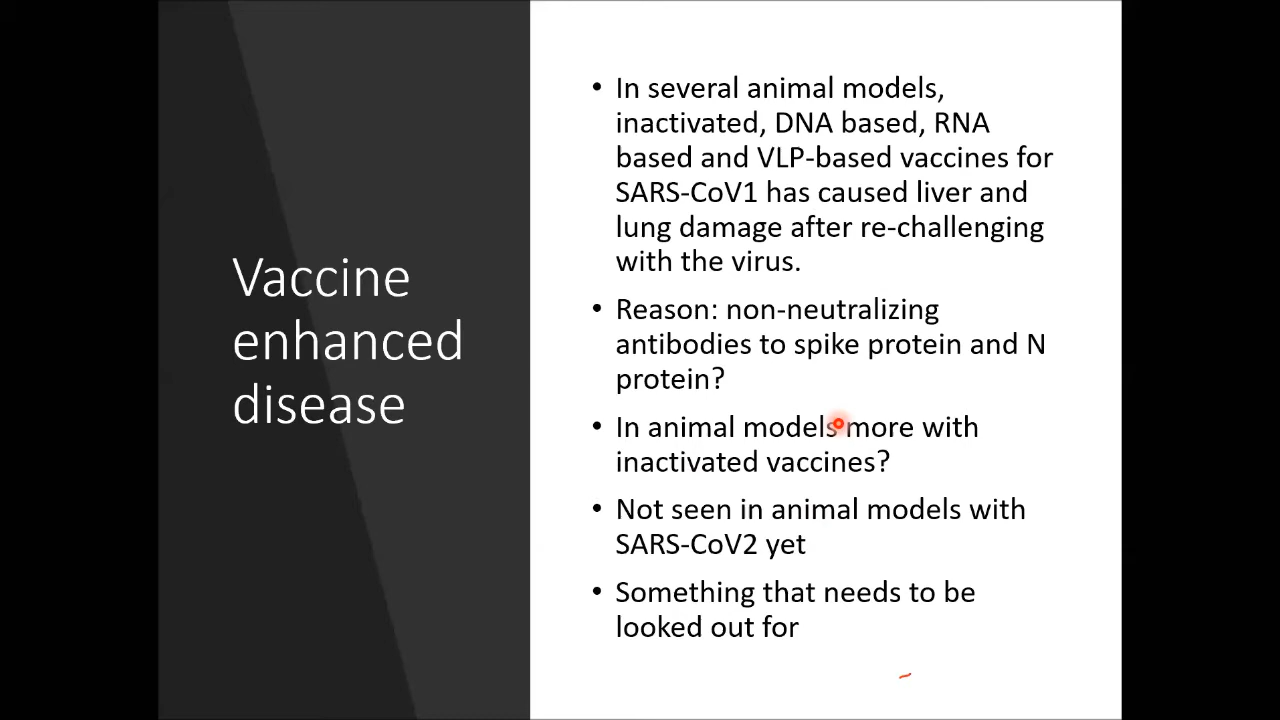 Vaccine
enhanced
disease
• In several animal models,
inactivated, DNA based, RNA
based and VLP-based vaccines for
SARS-CoV1 has caused liver and
lung damage after re-challenging
with the virus.
• Reason: non-neutralizing
antibodies to spike protein and N
protein?
• In animal models more with
inactivated vaccines?
• Not seen in animal models with
SARS-CoV2 yet
• Something that needs to be
looked out for